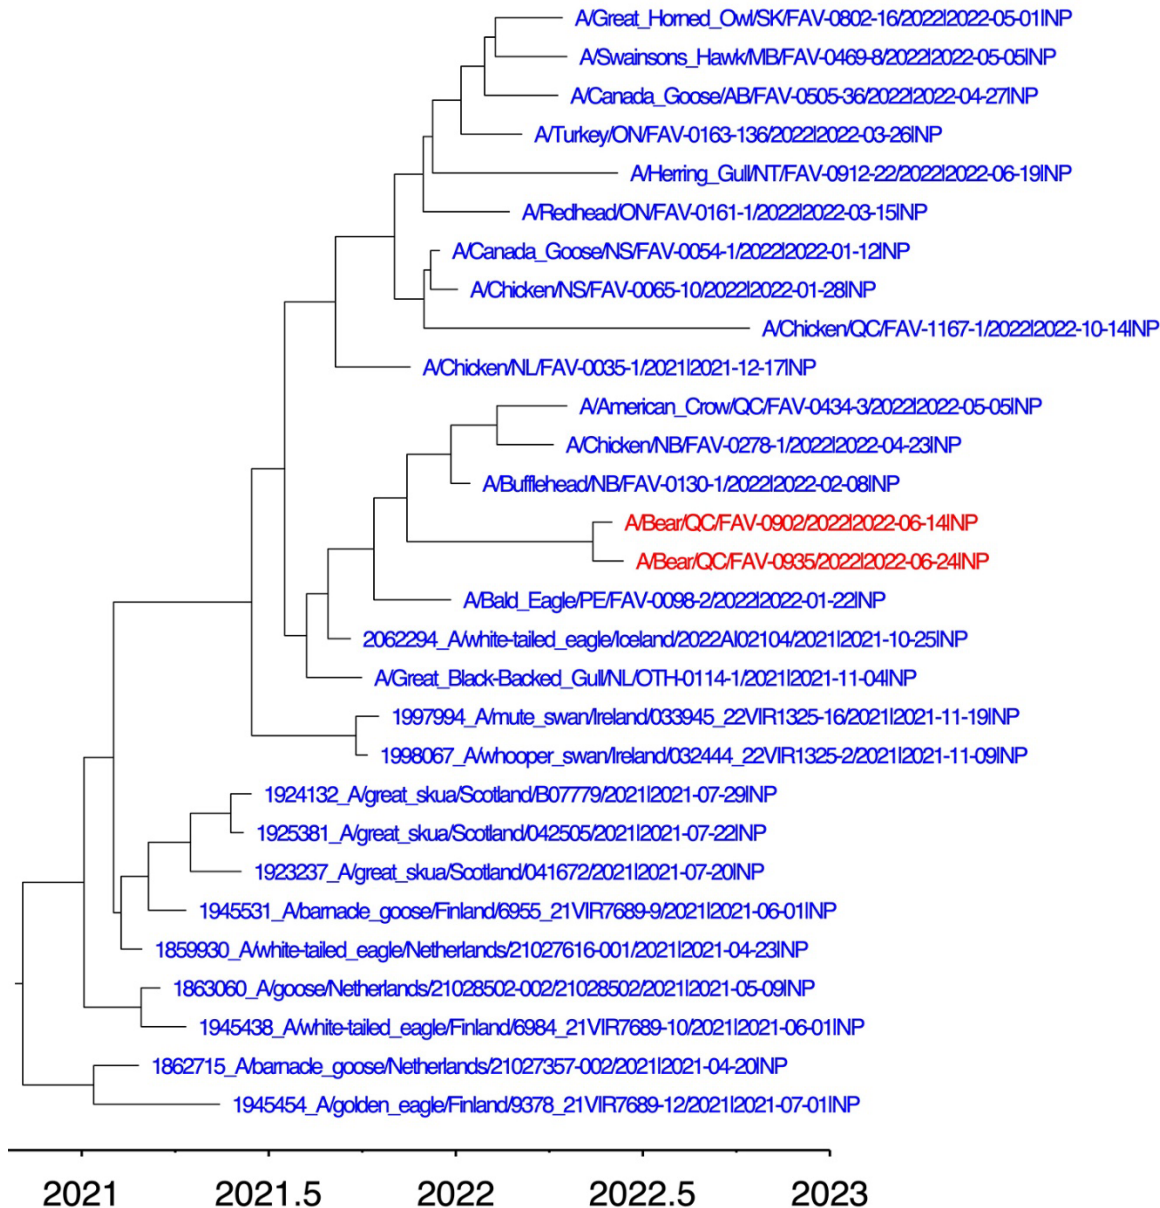 A/Great_Horned_Owl/SK/FAV-0802-16/2022|2022-05-01|NP
A/Swainsons_Hawk/MB/FAV-0469-8/2022|2022-05-05|NP
A/Canada_Goose/AB/FAV-0505-36/2022|2022-04-27|NP
A/Turkey/ON/FAV-0163-136/2022|2022-03-26|NP
A/Herring_Gull/NT/FAV-0912-22/2022|2022-06-19|NP
A/Redhead/ON/FAV-0161-1/2022|2022-03-15|NP
A/Canada_Goose/NS/FAV-0054-1/2022|2022-01-12|NP
A/Chicken/NS/FAV-0065-10/2022|2022-01-28|NP
A/Chicken/QC/FAV-1167-1/2022|2022-10-14|NP
A/Chicken/NL/FAV-0035-1/2021|2021-12-17|NP
A/American_Crow/QC/FAV-0434-3/2022|2022-05-05|NP
A/Chicken/NB/FAV-0278-1/2022|2022-04-23|NP
A/Bufflehead/NB/FAV-0130-1/2022|2022-02-08|NP
A/Bear/QC/FAV-0902/2022|2022-06-14|NP
A/Bear/QC/FAV-0935/2022|2022-06-24|NP
A/Bald_Eagle/PE/FAV-0098-2/2022|2022-01-22|NP
2062294_A/white-tailed_eagle/Iceland/2022AI02104/2021|2021-10-25|NP
A/Great_Black-Backed_Gull/NL/OTH-0114-1/2021|2021-11-04|NP
1997994_A/mute_swan/Ireland/033945_22VIR1325-16/2021|2021-11-19|NP
1998067_A/whooper_swan/Ireland/032444_22VIR1325-2/2021|2021-11-09|NP
1924132_A/great_skua/Scotland/B07779/2021|2021-07-29|NP
1925381_A/great_skua/Scotland/042505/2021|2021-07-22|NP
1923237_A/great_skua/Scotland/041672/2021|2021-07-20|NP
1945531_A/barnacle_goose/Finland/6955_21VIR7689-9/2021|2021-06-01|NP
1859930_A/white-tailed_eagle/Netherlands/21027616-001/2021|2021-04-23|NP
1863060_A/goose/Netherlands/21028502-002/21028502/2021|2021-05-09|NP
1945438_A/white-tailed_eagle/Finland/6984_21VIR7689-10/2021|2021-06-01|NP
1862715_A/barnacle_goose/Netherlands/21027357-002/2021|2021-04-20|NP
1945454_A/golden_eagle/Finland/9378_21VIR7689-12/2021|2021-07-01|NP
2021 2021.5 2022 2022.5 2023